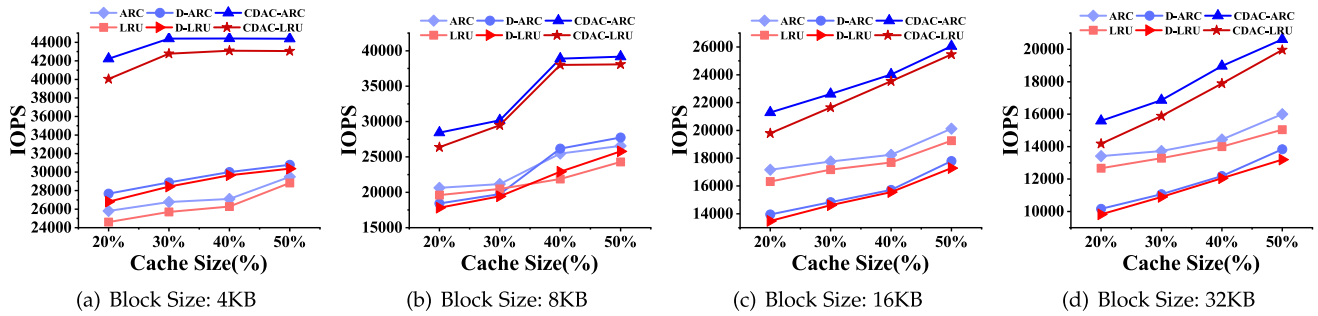 ARC D-ARC CDAC-ARC
LRU D-LRU CDAC-LRU
44000
42000
40000
38000
36000
34000
32000
30000
28000
26000
24000
IOPS
20% 30% 40% 50%
Cache Size(%)
(a) Block Size: 4KB
ARC D-ARC CDAC-ARC
LRU D-LRU CDAC-LRU
40000
35000
30000
25000
20000
15000
IOPS
20% 30% 40% 50%
Cache Size(%)
(b) Block Size: 8KB
ARC D-ARC CDAC-ARC
LRU D-LRU CDAC-LRU
26000
24000
22000
20000
18000
16000
14000
IOPS
20% 30% 40% 50%
Cache Size(%)
(c) Block Size: 16KB
ARC D-ARC CDAC-ARC
LRU D-LRU CDAC-LRU
20000
18000
16000
14000
12000
10000
IOPS
20% 30% 40% 50%
Cache Size(%)
(d) Block Size: 32KB